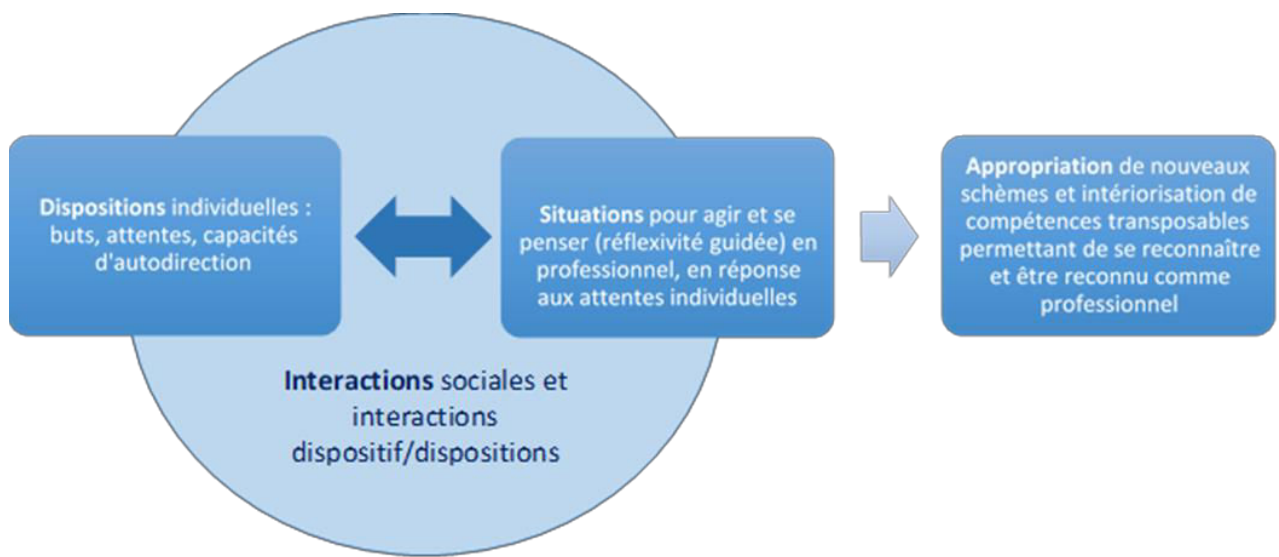 Dispositions individuelles :
buts, attentes, capacités
d'autodirection
Situations pour agir et se
penser (réflexivité guidée) en
professionnel, en réponse
aux attentes individuelles
Appropriation de nouveaux
schèmes et intériorisation de
compétences transposables
permettant de se reconnaître
et être reconnu comme
professionnel
Interactions sociales et
interactions
dispositif/dispositions